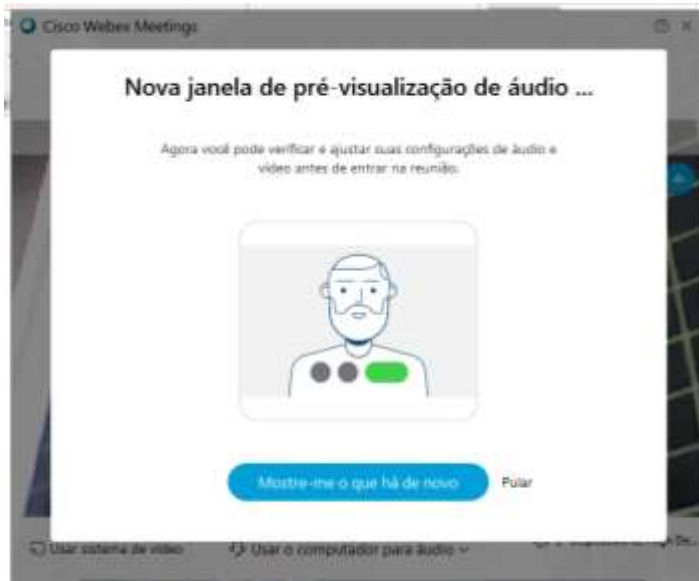 Cisco Webex Meetings
Nova janela de pré-visualização de áudio ...
Agora você pode verificar e ajustar suas configurações de áudio e
vídeo antes de entrar na reunião.
Mostre-me o que há de novo
Pular
Usar sistema de vídeo
Usar o computador para áudio